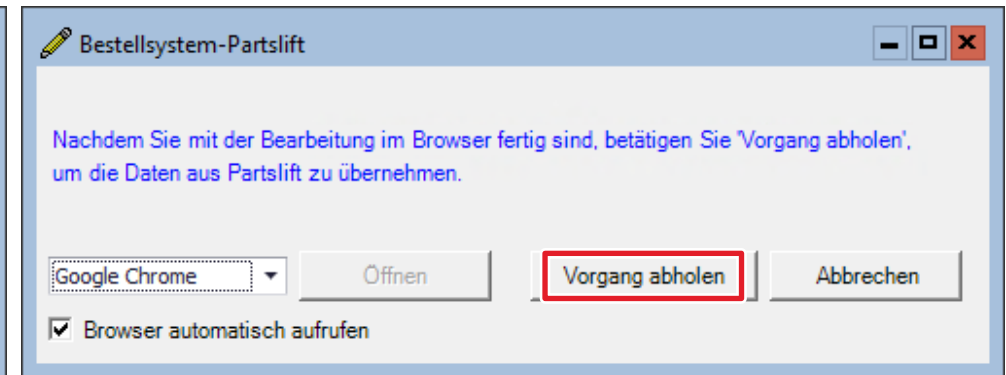 Bestellsystem-Partslift
Nachdem Sie mit der Bearbeitung im Browser fertig sind, betätigen Sie 'Vorgang abholen',
um die Daten aus Partslift zu übernehmen.
Google Chrome Öffnen Vorgang abholen Abbrechen
Browser automatisch aufrufen